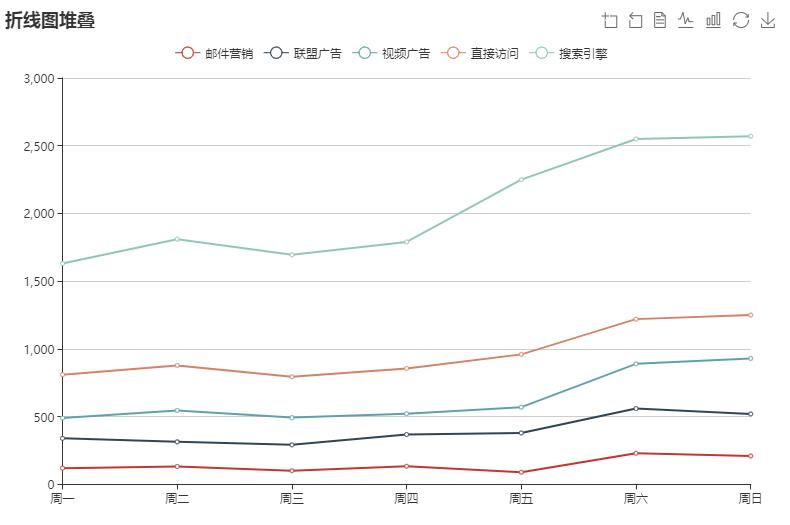 折线图堆叠
邮件营销 联盟广告 视频广告 直接访问 搜索引擎
3,000
2,500
2,000
1,500
1,000
500
0
周一 周二 周三 周四 周五 周六 周日